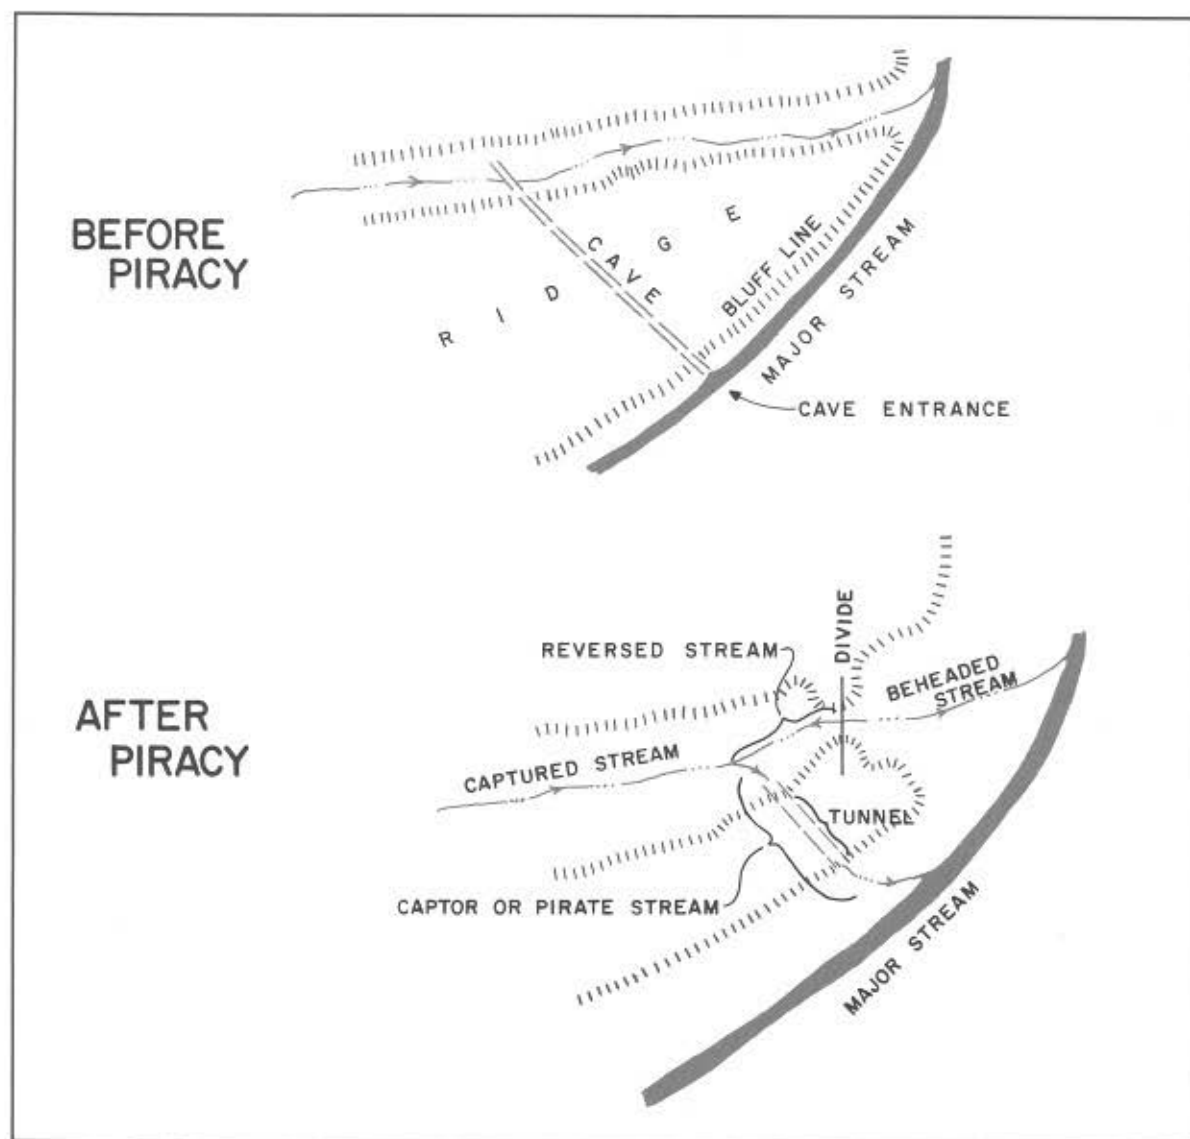 BEFORE
PIRACY
RIDGE
CAVE
BLUFF LINE
MAJOR STREAM
CAVE ENTRANCE
AFTER
PIRACY
REVERSED STREAM
DIVIDE
BEHEADED
STREAM
CAPTURED STREAM
TUNNEL
CAPTOR OR PIRATE STREAM
MAJOR STREAM